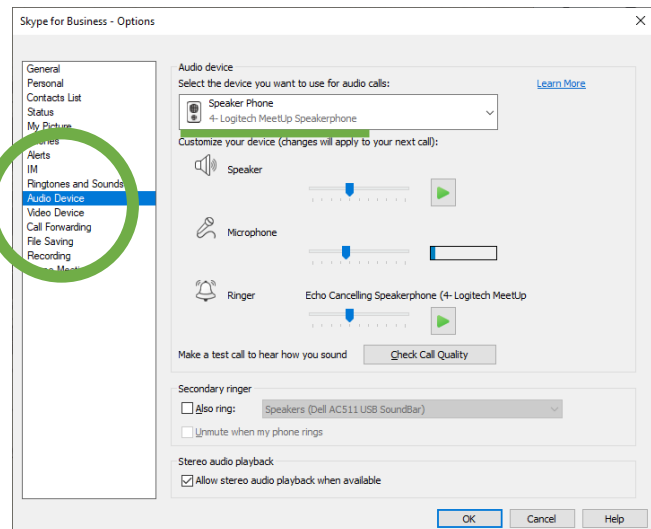 Skype for Business - Options
General
Personal
Contacts List
Status
My Picture
Alerts
IM
Ringtones and Sounds
Audio Device
Video Device
Call Forwarding
File Saving
Recording
Audio device
Select the device you want to use for audio calls:
Learn More
Speaker Phone
4- Logitech MeetUp Speakerphone
Customize your device (changes will apply to your next call):
Speaker
Microphone
Ringer
Echo Cancelling Speakerphone (4- Logitech MeetUp
Make a test call to hear how you sound
Check Call Quality
Secondary ringer
Also ring:
Speakers (Dell AC511 USB SoundBar)
Unmute when my phone rings
Stereo audio playback
Allow stereo audio playback when available
OK
Cancel
Help